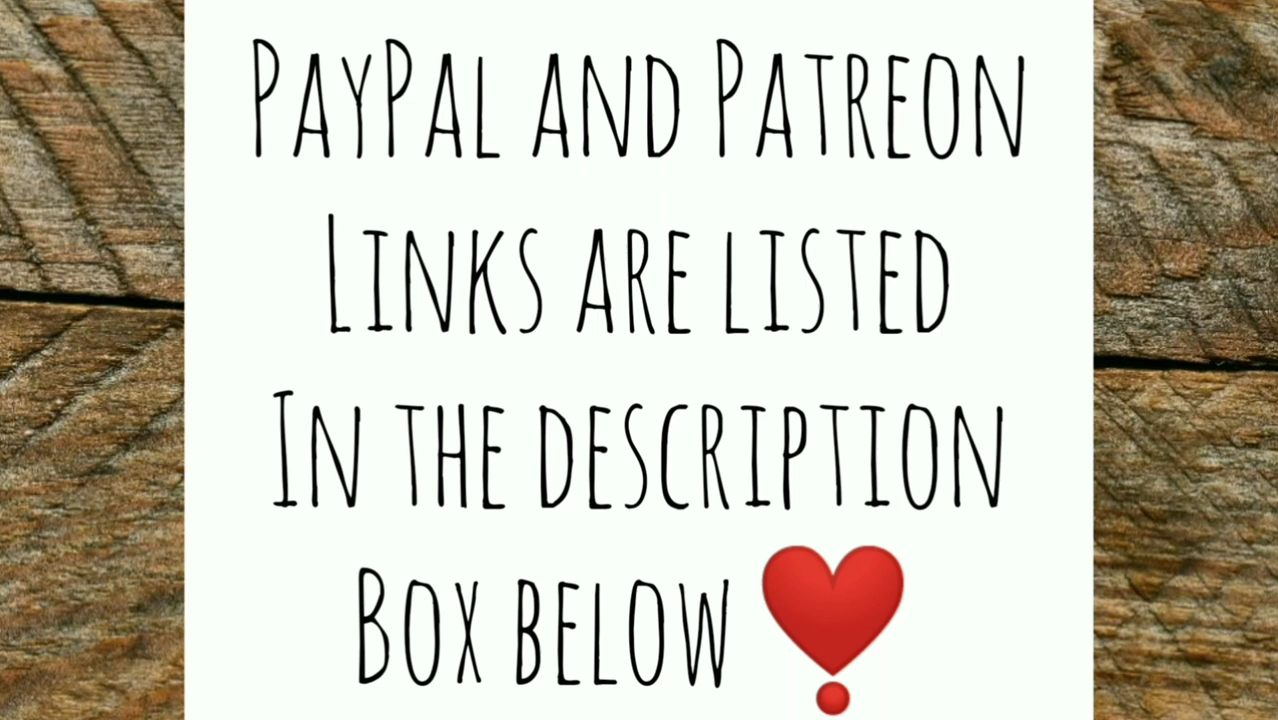 PayPal and Patreon
Links are listed
In the description
Box below ❣